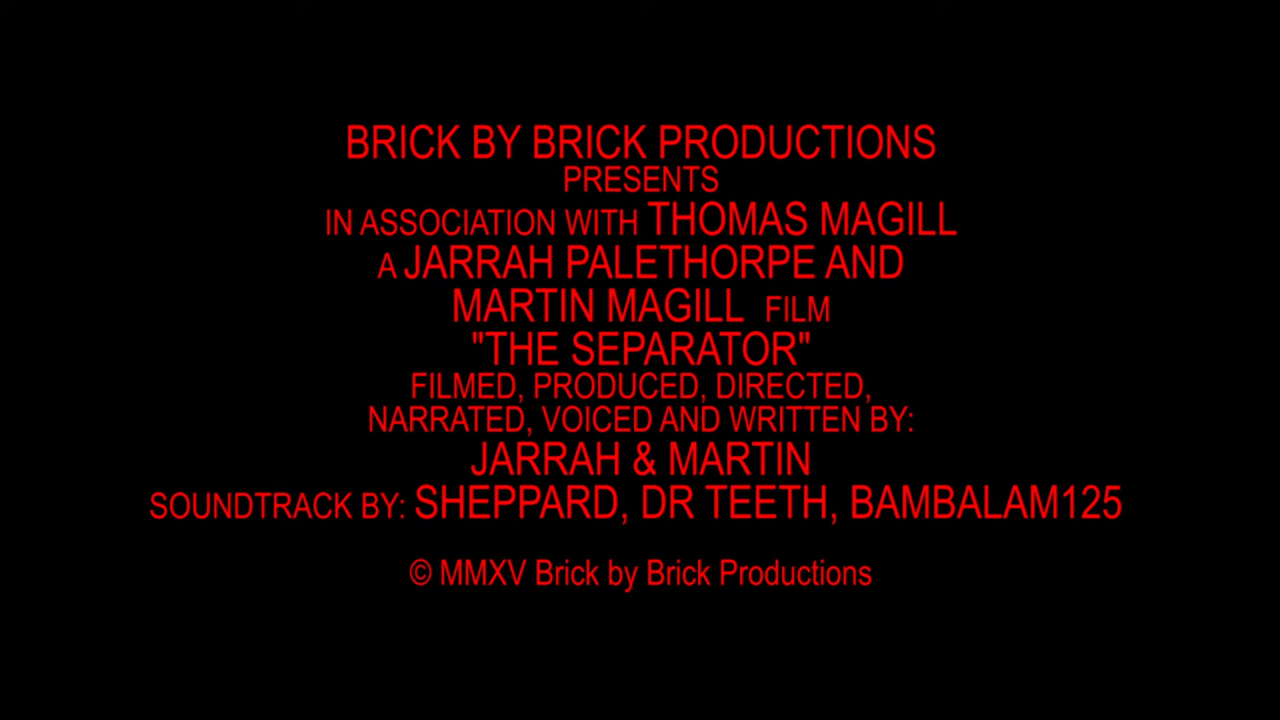 BRICK BY BRICK PRODUCTIONS
PRESENTS
IN ASSOCIATION WITH THOMAS MAGILL
A JARRAH PALETHORPE AND
MARTIN MAGILL FILM
"THE SEPARATOR"
FILMED, PRODUCED, DIRECTED,
NARRATED, VOICED AND WRITTEN BY:
JARRAH & MARTIN
SOUNDTRACK BY: SHEPPARD, DR TEETH, BAMBALAM125
© MMXV Brick by Brick Productions